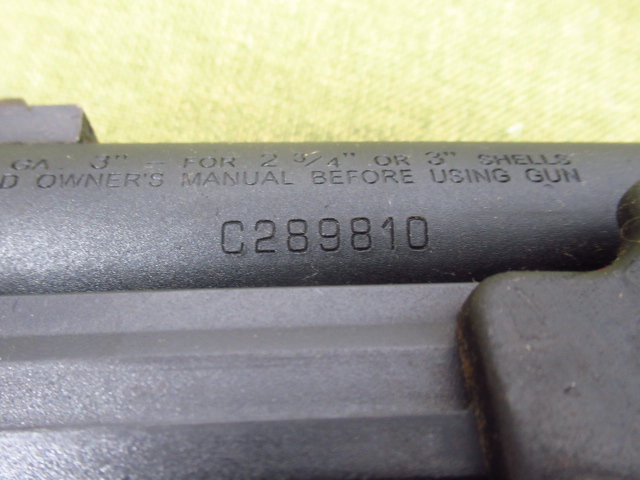 GA. 3" - FOR 2 3/4" OR 3" SHELLS
D OWNER'S MANUAL BEFORE USING GUN
C289810